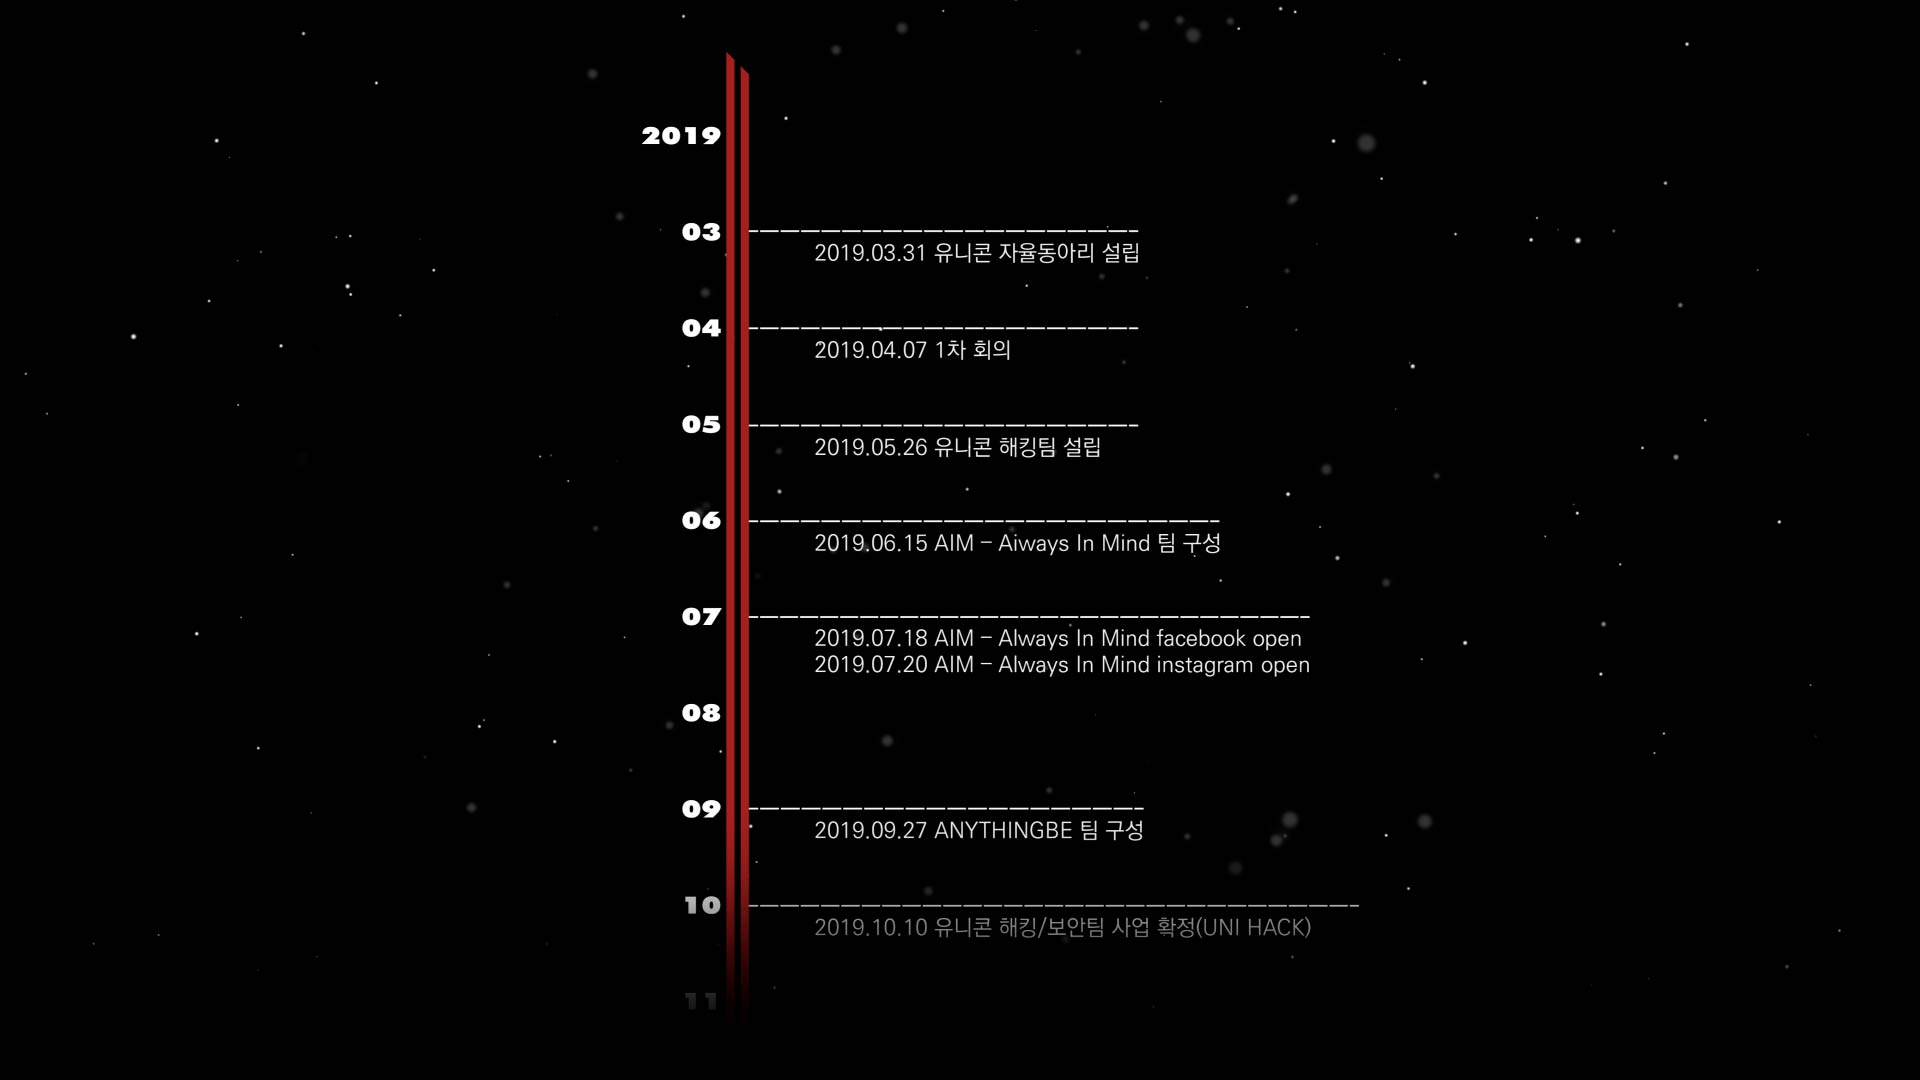 2019
03
2019.03.31 유니콘 자율동아리 설립
04
2019.04.07 1차 회의
05
2019.05.26 유니콘 해킹팀 설립
06
2019.06.15 AIM – Aiways In Mind 팀 구성
07
2019.07.18 AIM – Always In Mind facebook open
2019.07.20 AIM – Always In Mind instagram open
08
09
2019.09.27 ANYTHINGBE 팀 구성
10
2019.10.10 유니콘 해킹/보안팀 사업 확정(UNI HACK)
11